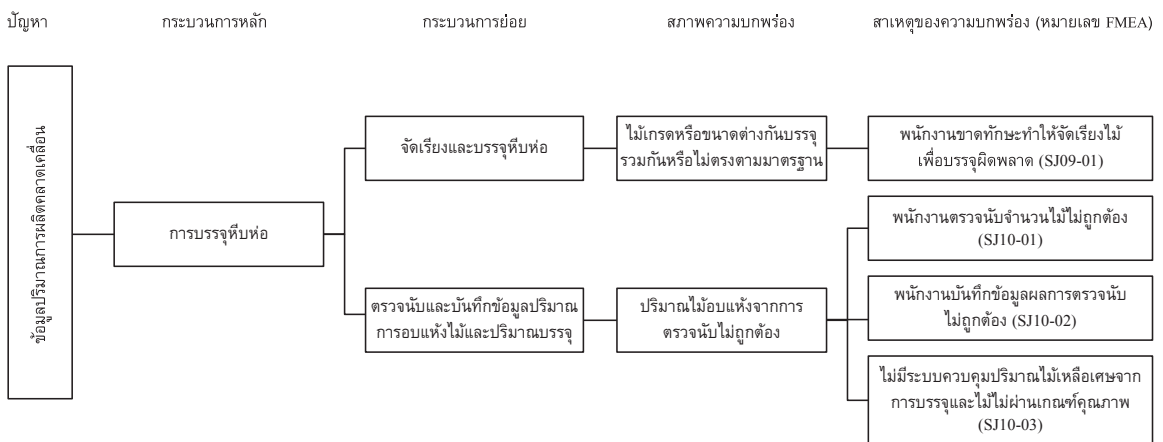 ปัญหา
กระบวนการหลัก
กระบวนการย่อย
สภาพความบกพร่อง
สาเหตุของความบกพร่อง (หมายเลข FMEA)
ข้อมูลปริมาณการผลิตคลาดเคลื่อน
การบรรจุหีบห่อ
จัดเรียงและบรรจุหีบห่อ
ไม้เกรดหรือขนาดต่างกันบรรจุ
รวมกันหรือไม่ตรงตามมาตรฐาน
พนักงานขาดทักษะทำให้จัดเรียงไม้
เพื่อบรรจุผิดพลาด (SJ09-01)
ตรวจนับและบันทึกข้อมูลปริมาณ
การอบแห้งไม้และปริมาณบรรจุ
ปริมาณไม้อบแห้งจากการ
ตรวจนับไม่ถูกต้อง
พนักงานตรวจนับจำนวนไม้ไม่ถูกต้อง
(SJ10-01)
พนักงานบันทึกข้อมูลผลการตรวจนับ
ไม่ถูกต้อง (SJ10-02)
ไม่มีระบบควบคุมปริมาณไม้เหลือเศษจาก
การบรรจุและไม้ไม่ผ่านเกณฑ์คุณภาพ
(SJ10-03)